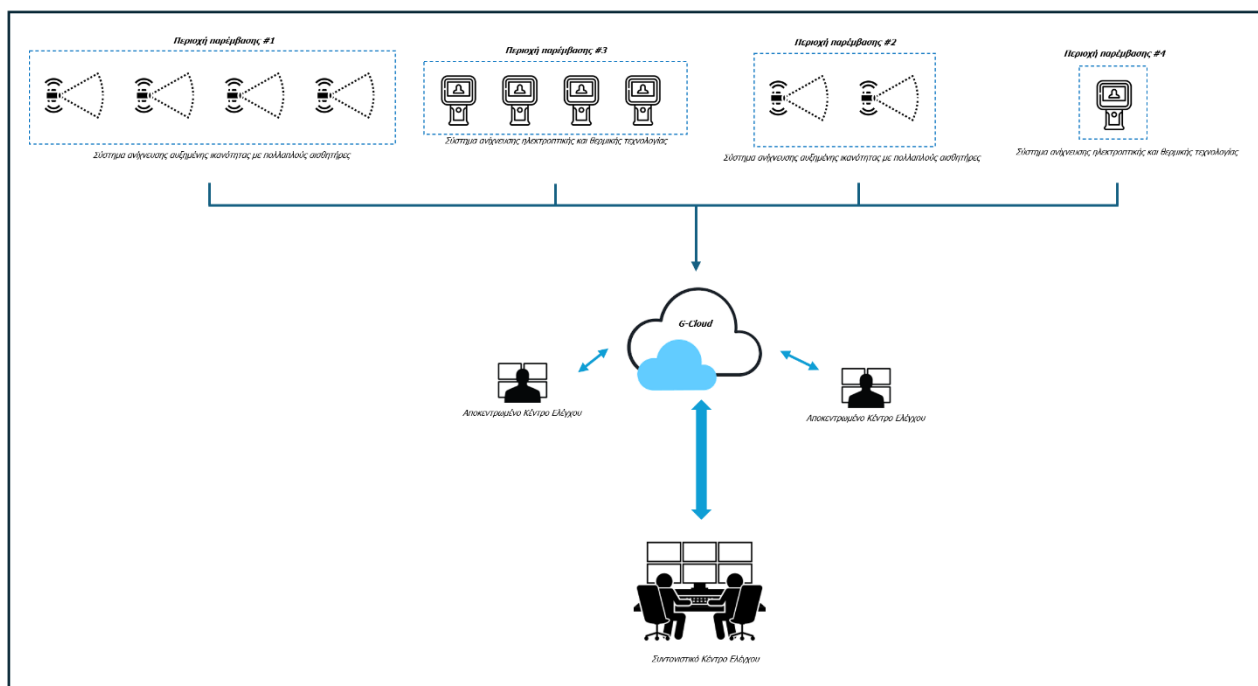 Περιοχή παρέμβασης #1
Περιοχή παρέμβασης #3
Περιοχή παρέμβασης #2
Περιοχή παρέμβασης #4
Σύστημα ανίχνευσης αυξημένης ικανότητας με πολλαπλούς αισθητήρες
Σύστημα ανίχνευσης ηλεκτροπτικής και θερμικής τεχνολογίας
Σύστημα ανίχνευσης αυξημένης ικανότητας με πολλαπλούς αισθητήρες
Σύστημα ανίχνευσης ηλεκτροπτικής και θερμικής τεχνολογίας
G-Cloud
Αποκεντρωμένο Κέντρο Ελέγχου
Αποκεντρωμένο Κέντρο Ελέγχου
Συντονιστικό Κέντρο Ελέγχου